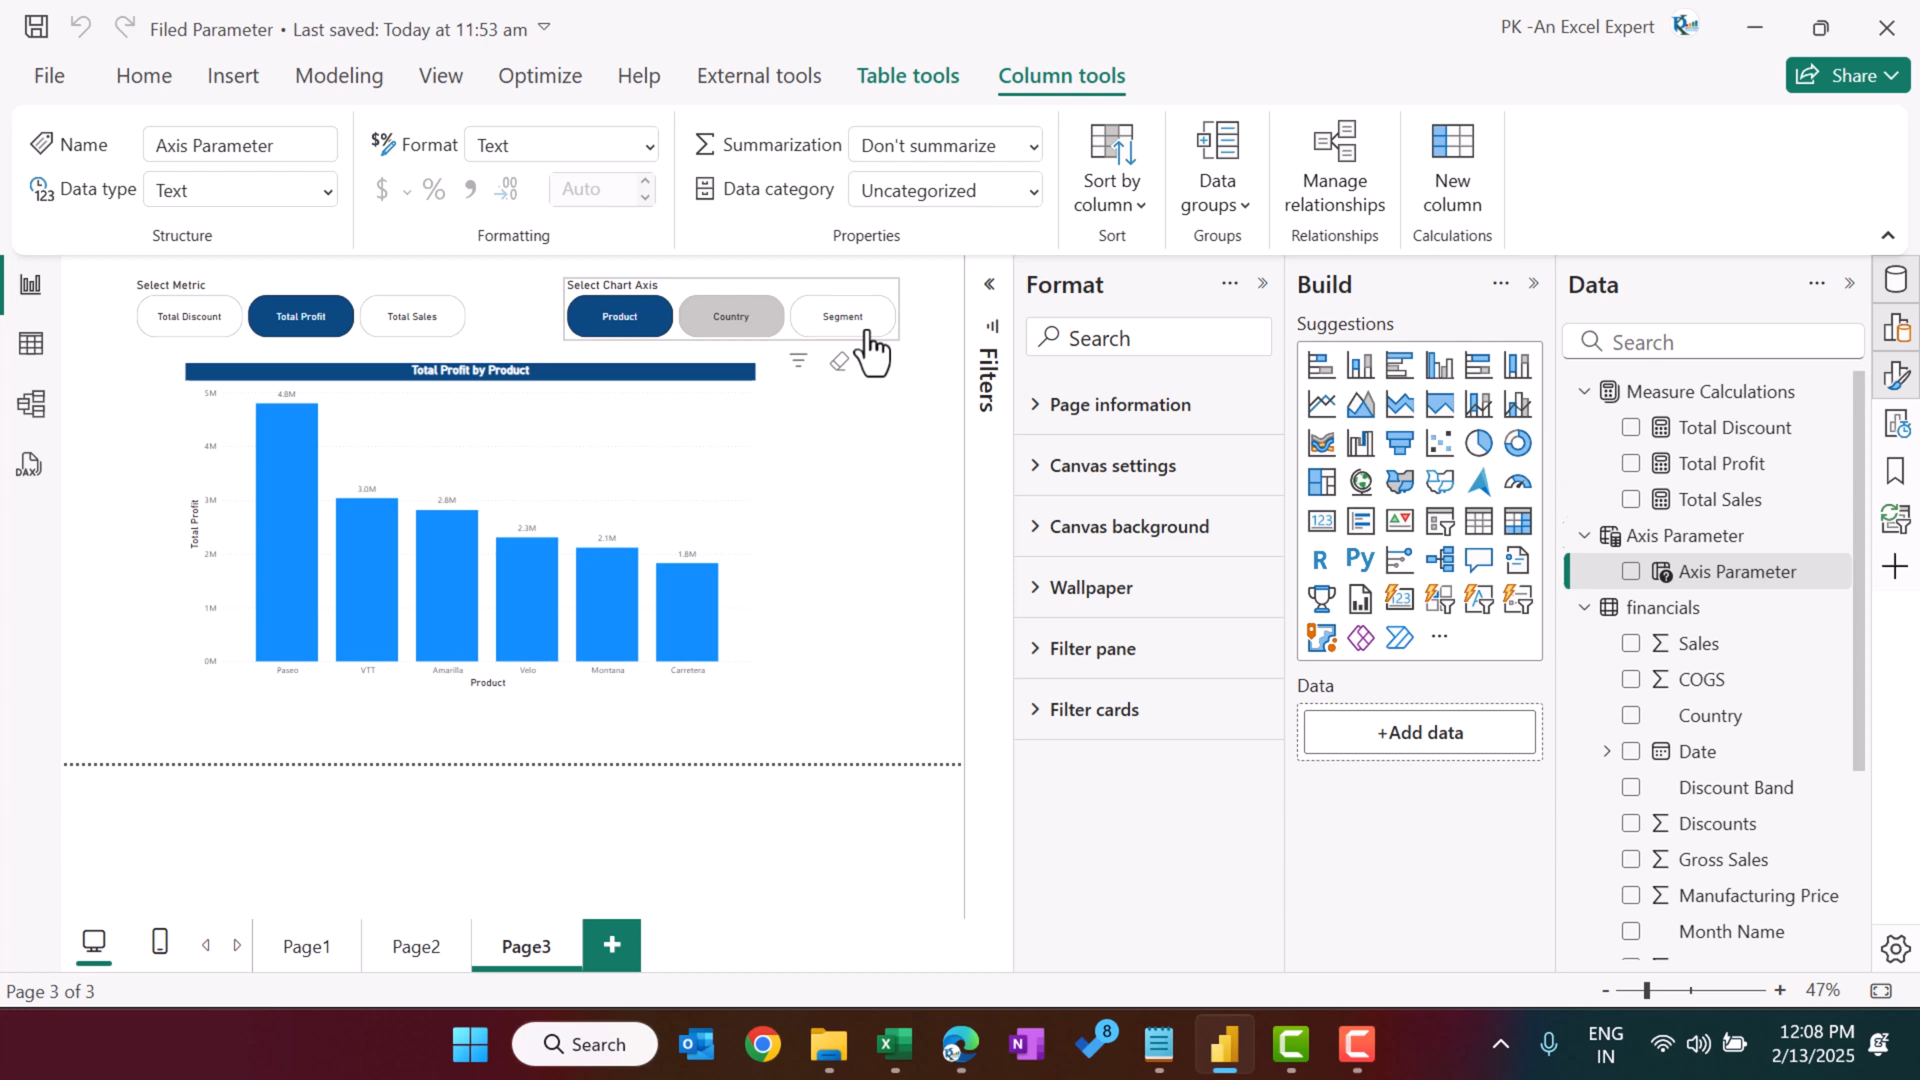 Filed Parameter • Last saved: Today at 11:53 am
PK -An Excel Expert
File Home Insert Modeling View Optimize Help External tools Table tools Column tools
Share
Name Axis Parameter
Data type Text
Structure
Format Text
$ % Auto
Formatting
Summarization Don't summarize
Data category Uncategorized
Properties
Sort by
column
Sort
Data
groups
Groups
Manage
relationships
Relationships
New
column
Calculations
Select Metric
Total Discount Total Profit Total Sales
Select Chart Axis
Product Country Segment
Total Profit by Product
5M
4M
3M
2M
1M
0M
Total Profit
4.8M
3.0M
2.8M
2.3M
2.1M
1.8M
Paseo VTT Amarilla Velo Montana Carretera
Product
Filters
Format
Search
Page information
Canvas settings
Canvas background
Wallpaper
Filter pane
Filter cards
Build
Suggestions
123
R Py
123
Data
+Add data
Data
Search
Measure Calculations
Total Discount
Total Profit
Total Sales
Axis Parameter
Axis Parameter
financials
Sales
COGS
Country
Date
Discount Band
Discounts
Gross Sales
Manufacturing Price
Month Name
DAX
Page1 Page2 Page3 +
Page 3 of 3
- + 47%
Search
8
ENG
IN
12:08 PM
2/13/2025